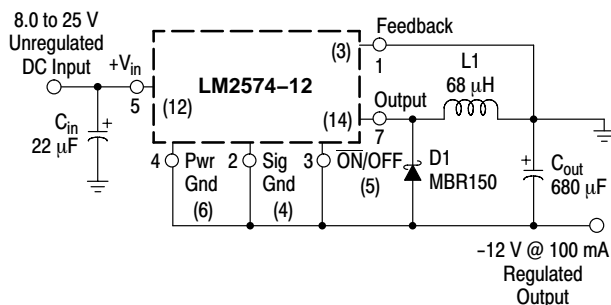 8.0 to 25 V
Unregulated
DC Input
+Vin
5
Cin
22 µF
+
(12)
LM2574–12
(3)
Feedback
1
(14)
Output
7
L1
68 µH
4 Pwr
Gnd
(6)
2 Sig
Gnd
(4)
3 ON/OFF
(5)
D1
MBR150
+
Cout
680 µF
–12 V @ 100 mA
Regulated
Output